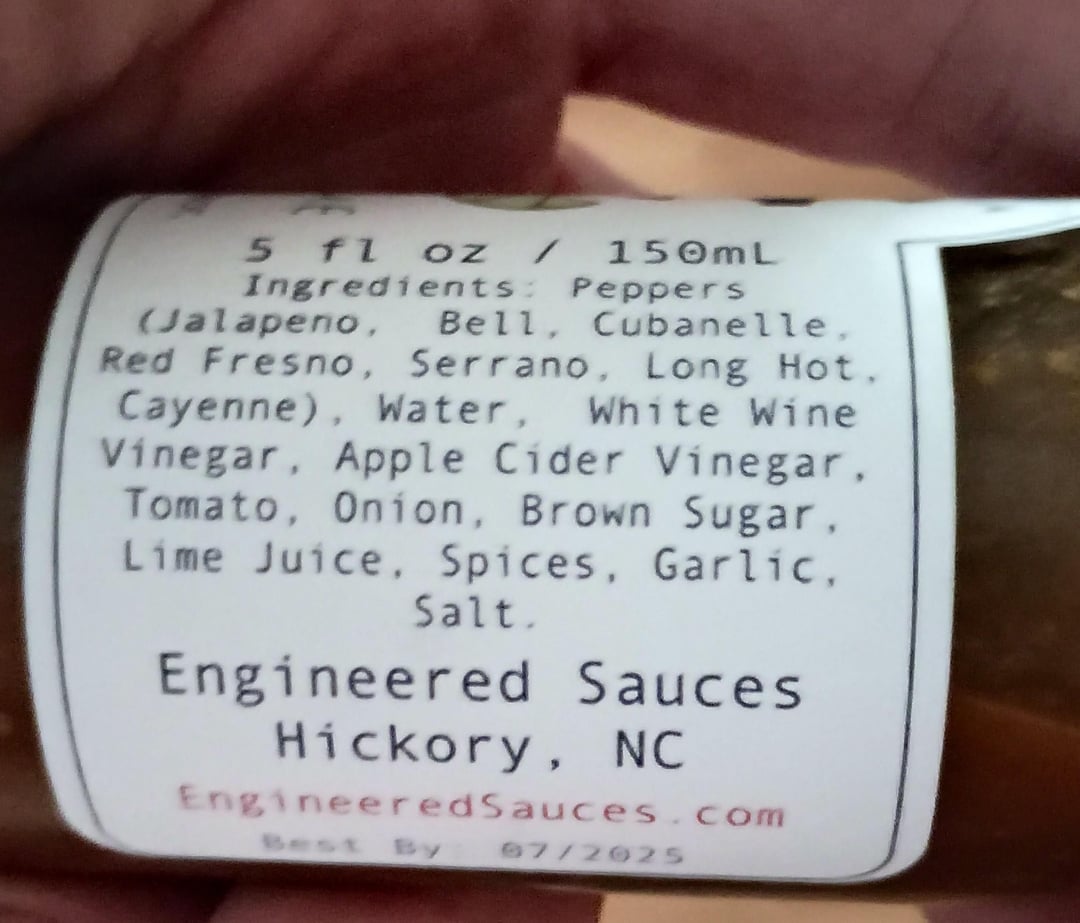 5 fl oz / 150mL
Ingredients: Peppers
(Jalapeno, Bell, Cubanelle,
Red Fresno, Serrano, Long Hot,
Cayenne), Water, White Wine
Vinegar, Apple Cider Vinegar,
Tomato, Onion, Brown Sugar,
Lime Juice, Spices, Garlic,
Salt.
Engineered Sauces
Hickory, NC
EngineeredSauces.com
Best By: 07/2025